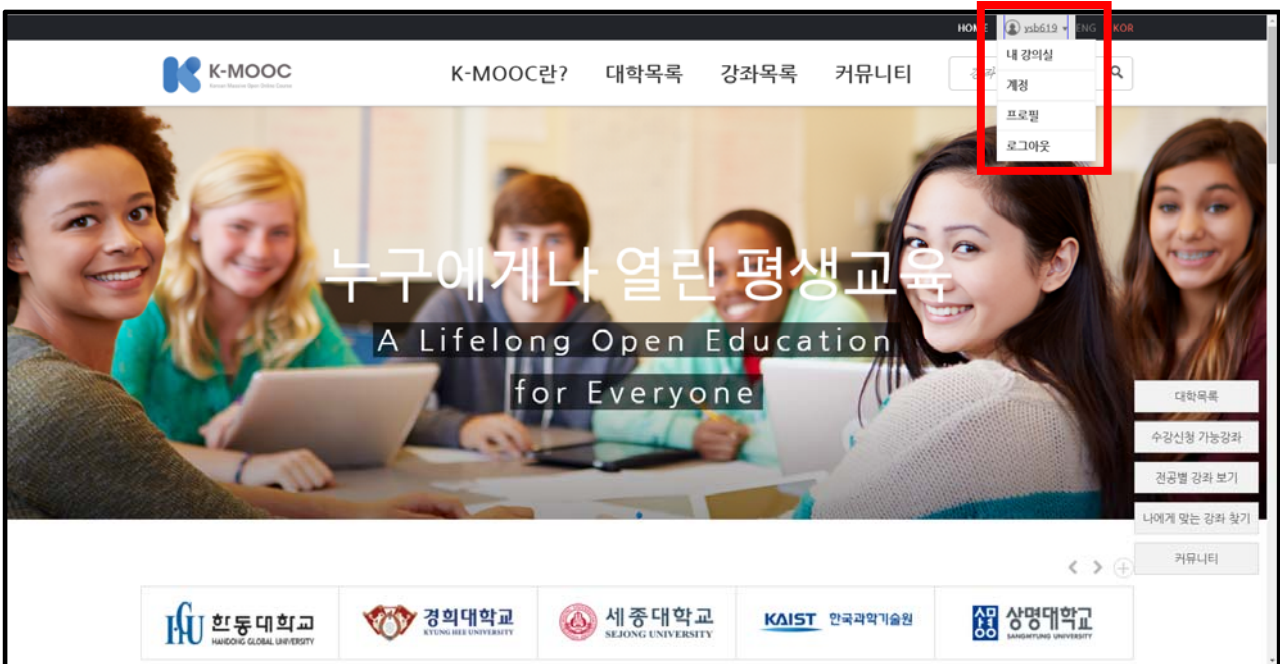 HOME ysb619 ENG KOR
내 강의실
계정
프로필
로그아웃
K-MOOC
Korean Massive Open Online Course
K-MOOC란? 대학목록 강좌목록 커뮤니티
누구에게나 열린 평생교육
A Lifelong Open Education
for Everyone
대학목록
수강신청 가능강좌
전공별 강좌 보기
나에게 맞는 강좌 찾기
커뮤니티
HGU 한동대학교
HANDONG GLOBAL UNIVERSITY
경희대학교
KYUNG HEE UNIVERSITY
세종대학교
SEJONG UNIVERSITY
KAIST 한국과학기술원
상명대학교
SANGMYUNG UNIVERSITY